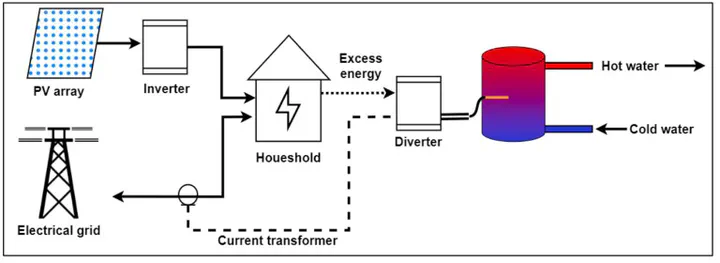 PV array
Inverter
Excess
energy
Hot water
Cold water
Houeshold
Diverter
Electrical grid
Current transformer